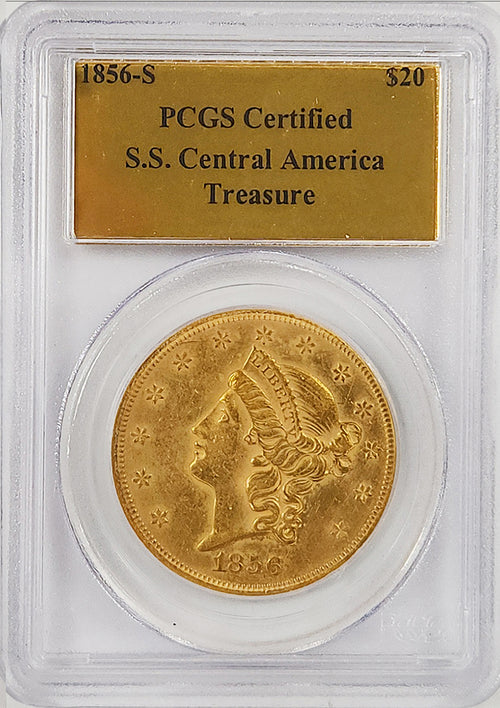 1856-S $20
PCGS Certified
S.S. Central America
Treasure
LIBERTY
1856